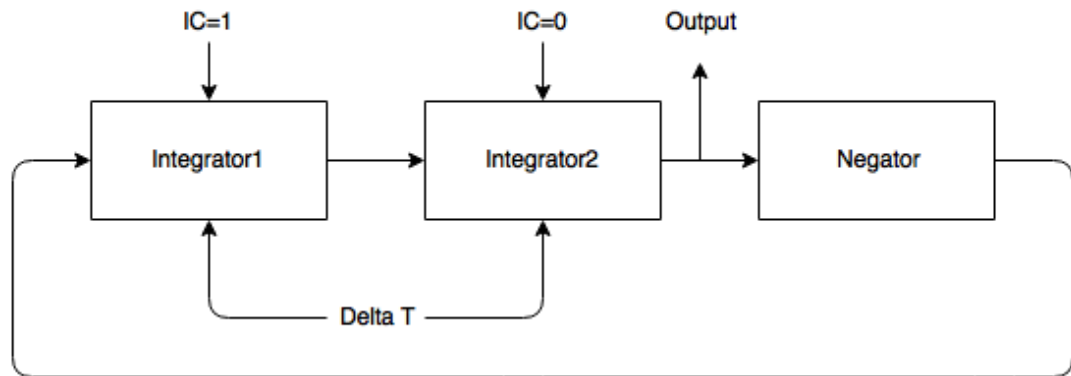 IC=1
IC=0
Output
Integrator1
Integrator2
Negator
Delta T